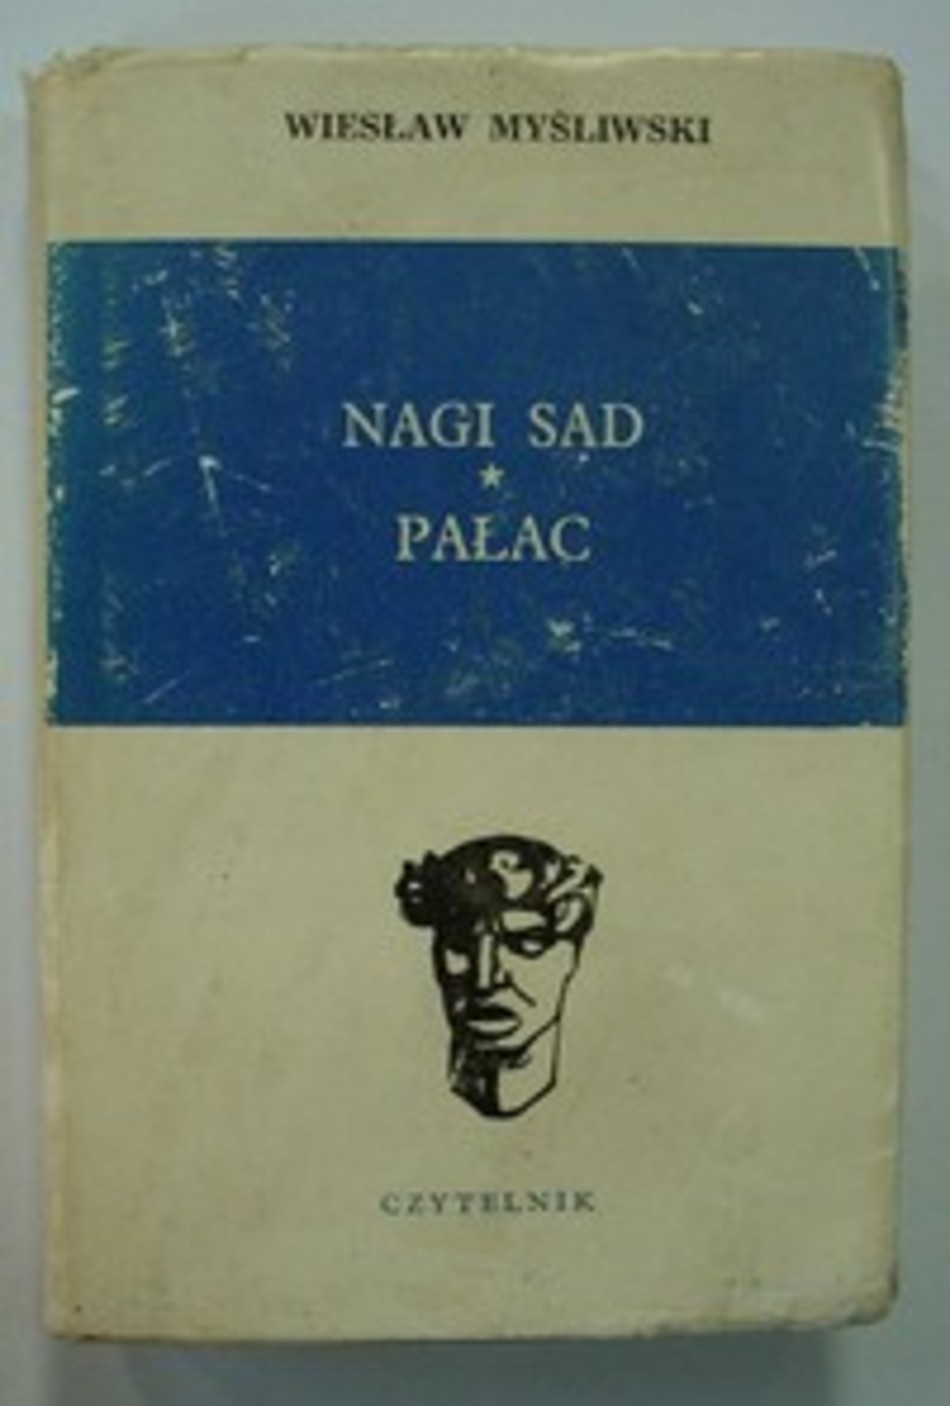 WIESŁAW MYŚLIWSKI
NAGI SAD
★
PAŁAC
CZYTELNIK